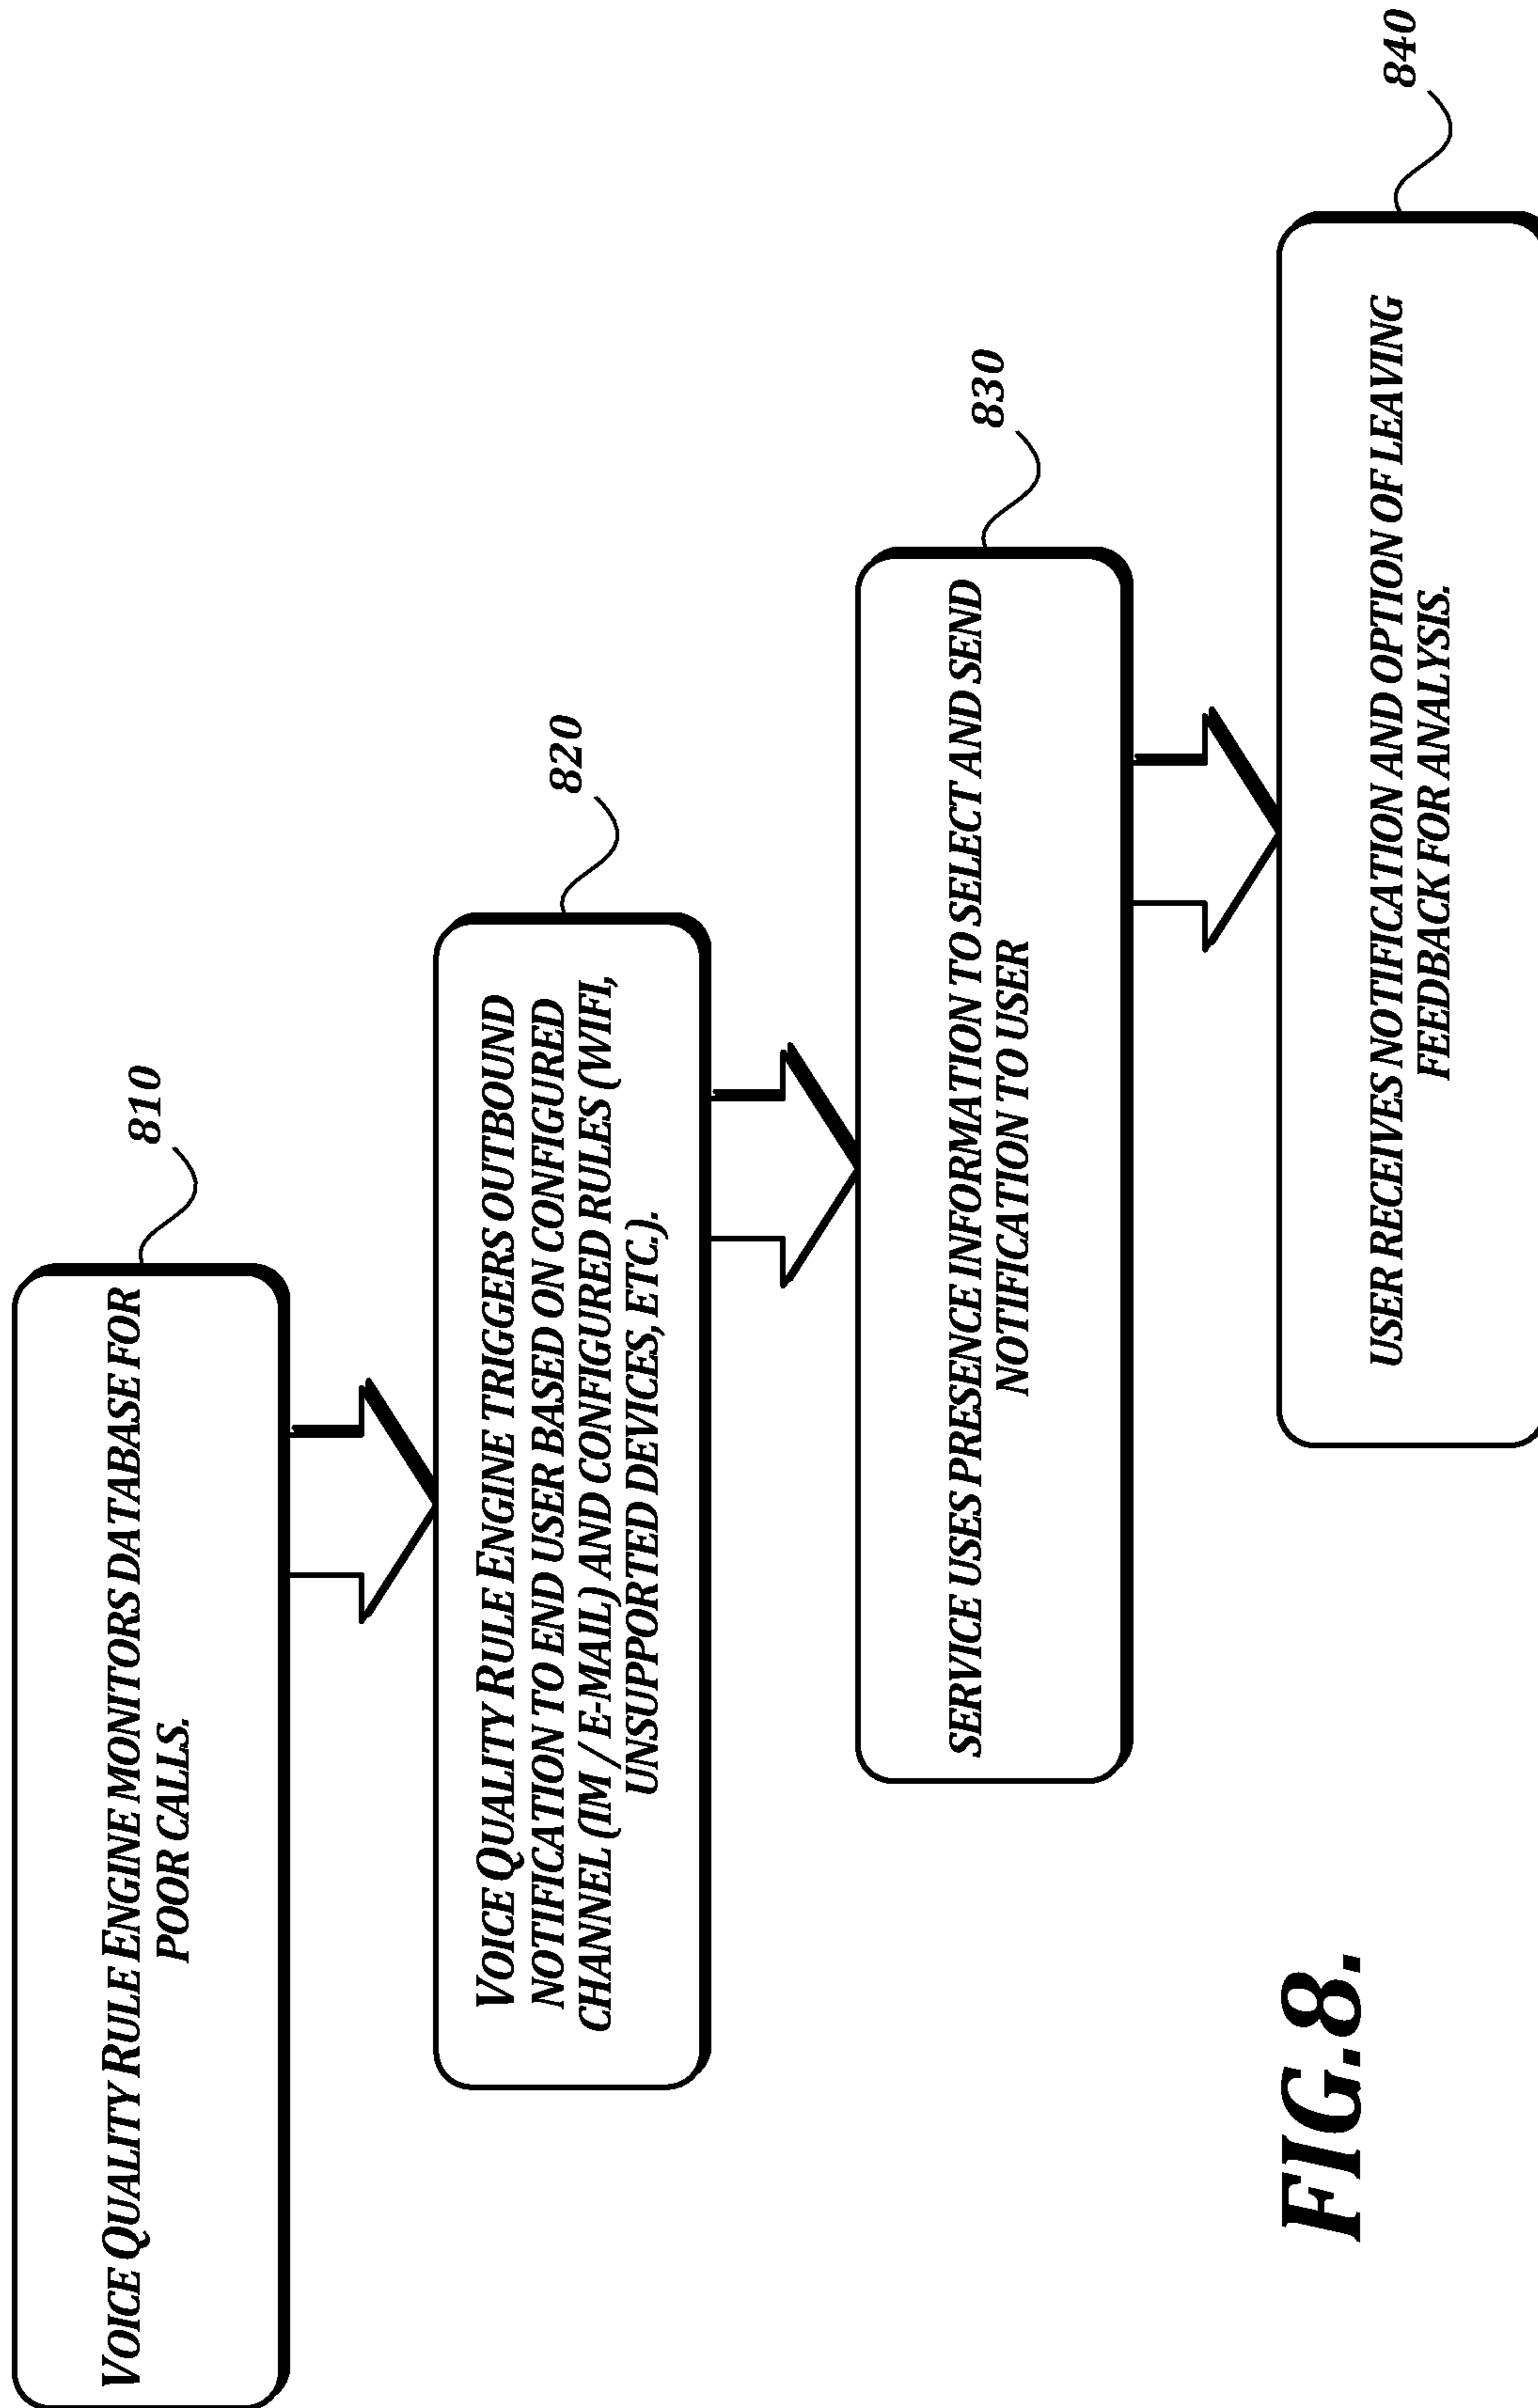 VOICE QUALITY RULE ENGINE MONITORS DATABASE FOR
POOR CALLS.
810
VOICE QUALITY RULE ENGINE TRIGGERS OUTBOUND
NOTIFICATION TO END USER BASED ON CONFIGURED
CHANNEL (IM / E-MAIL) AND CONFIGURED RULES (WIFI,
UNSUPPORTED DEVICES, ETC.).
820
SERVICE USES PRESENCE INFORMATION TO SELECT AND SEND
NOTIFICATION TO USER
830
USER RECEIVES NOTIFICATION AND OPTION OF LEAVING
FEEDBACK FOR ANALYSIS.
840
FIG.8.